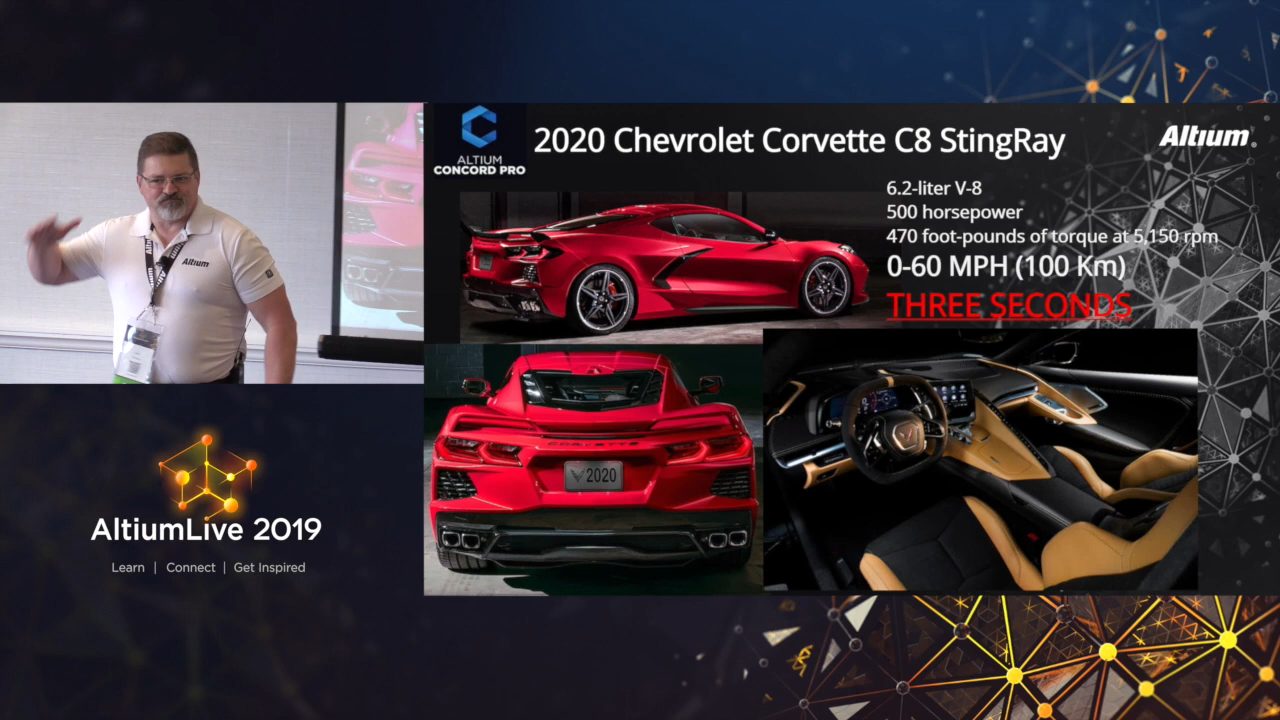 ALTIUM
CONCORD PRO
2020 Chevrolet Corvette C8 StingRay
Altium®
6.2-liter V-8
500 horsepower
470 foot-pounds of torque at 5,150 rpm
0-60 MPH (100 Km)
THREE SECONDS
Altium
CORVETTE
2020
AltiumLive 2019
Learn | Connect | Get Inspired